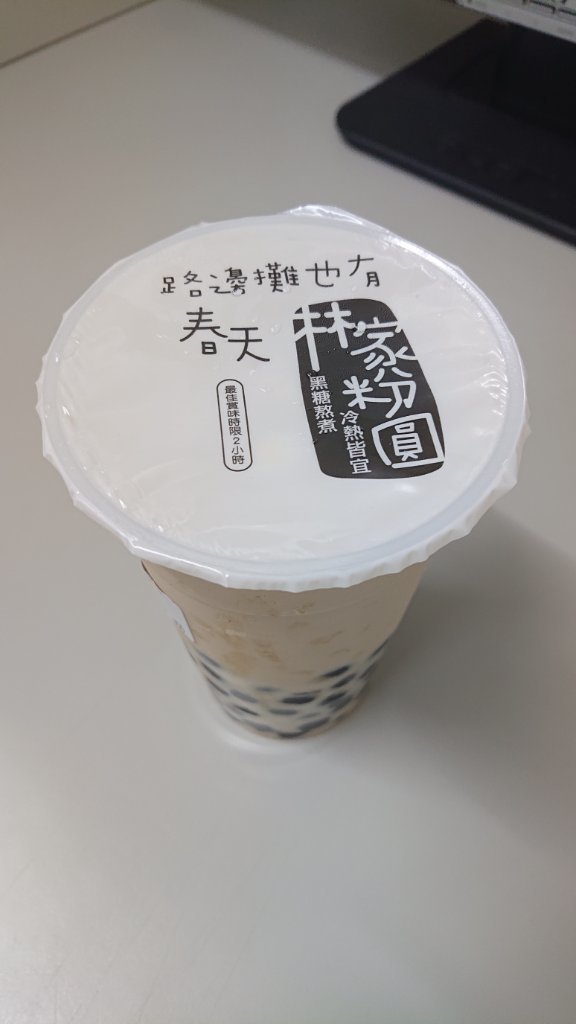 路邊攤也有
春天
林家粉圓
冷熱皆宜
黑糖熬煮
最佳賞味時限2小時